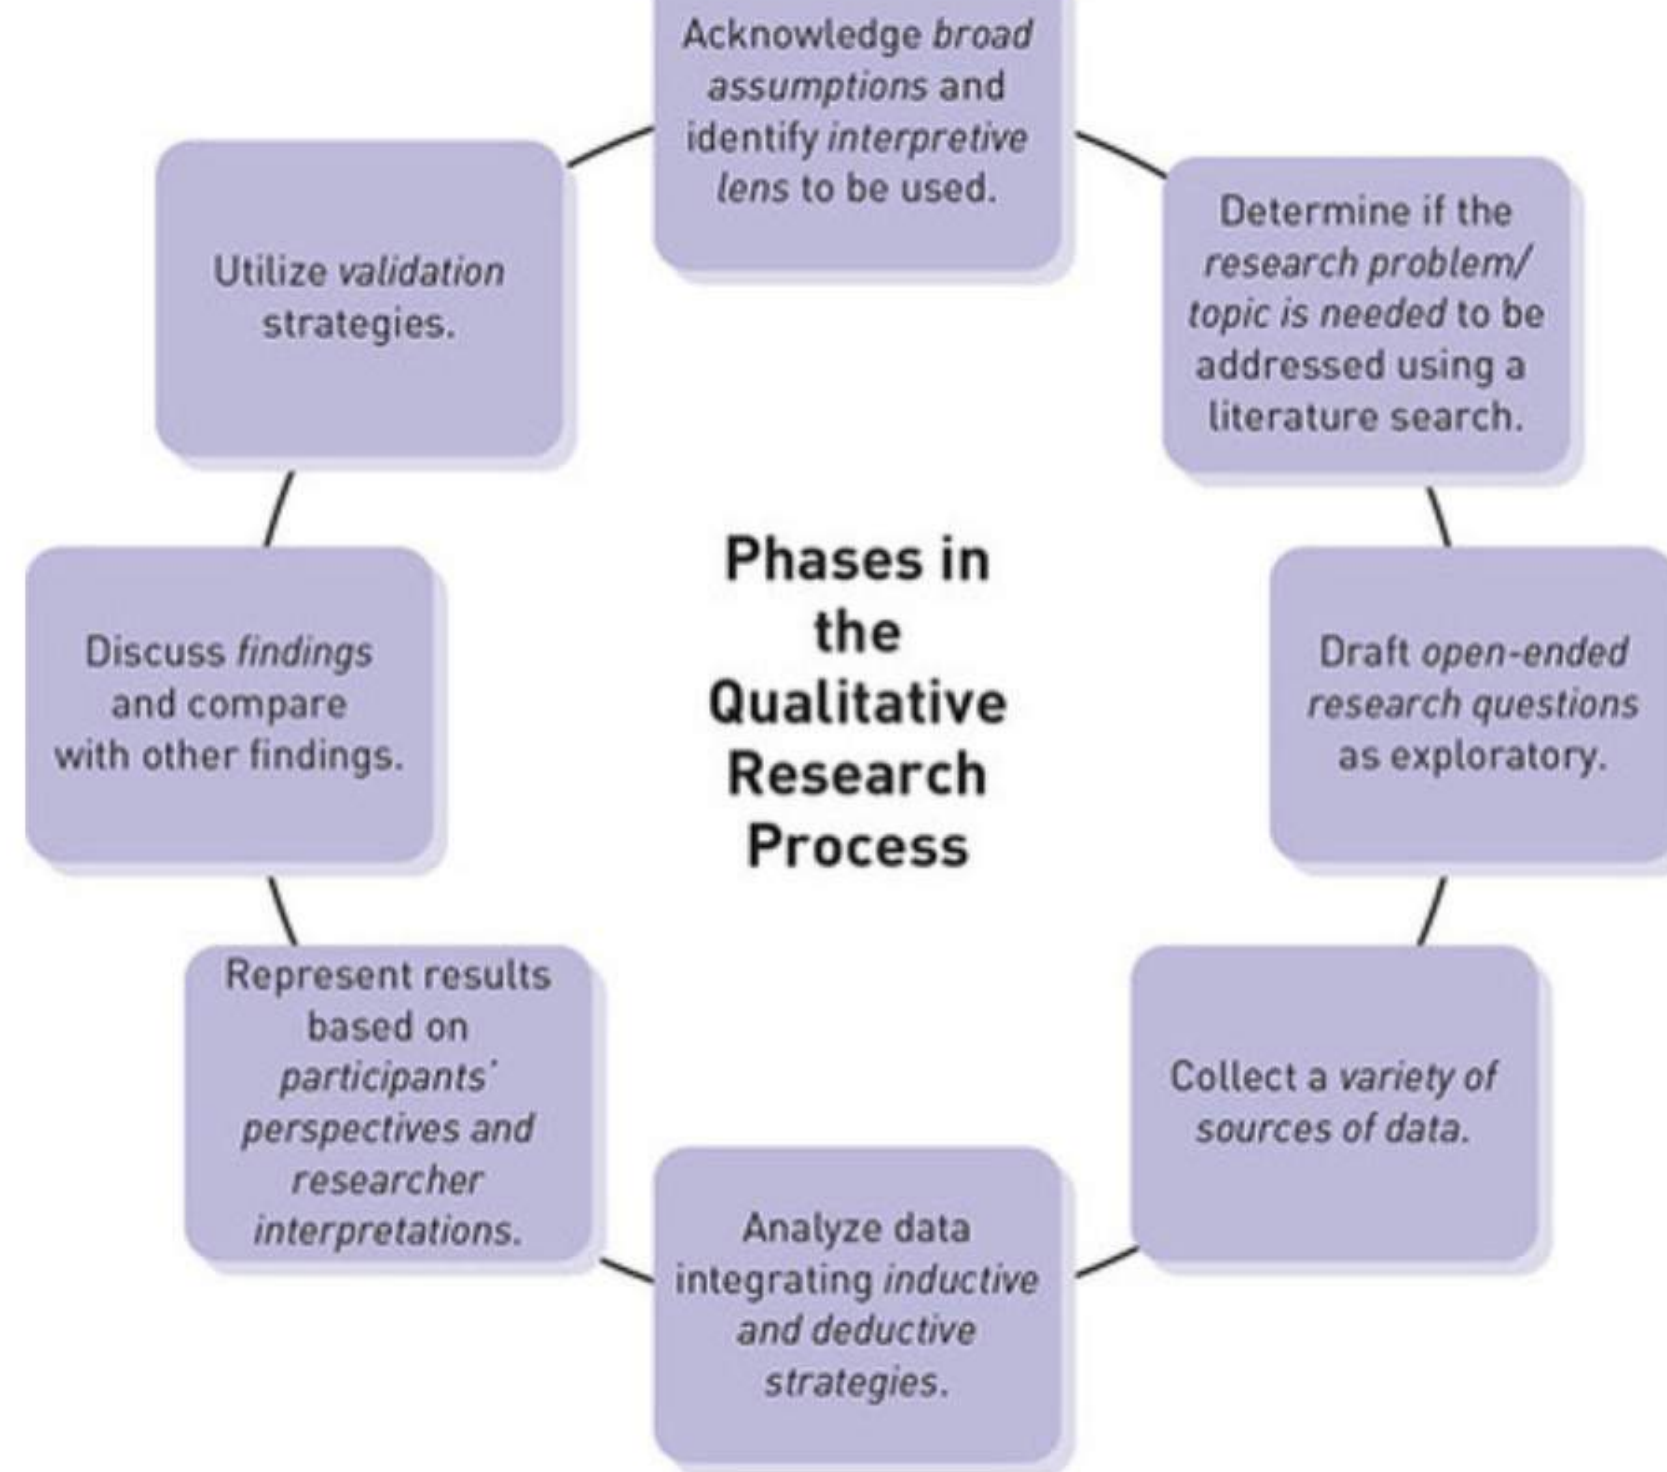 Acknowledge broad
assumptions and
identify interpretive
lens to be used.
Determine if the
research problem/
topic is needed to be
addressed using a
literature search.
Draft open-ended
research questions
as exploratory.
Collect a variety of
sources of data.
Analyze data
integrating inductive
and deductive
strategies.
Represent results
based on
participants'
perspectives and
researcher
interpretations.
Discuss findings
and compare
with other findings.
Utilize validation
strategies.
Phases in
the
Qualitative
Research
Process